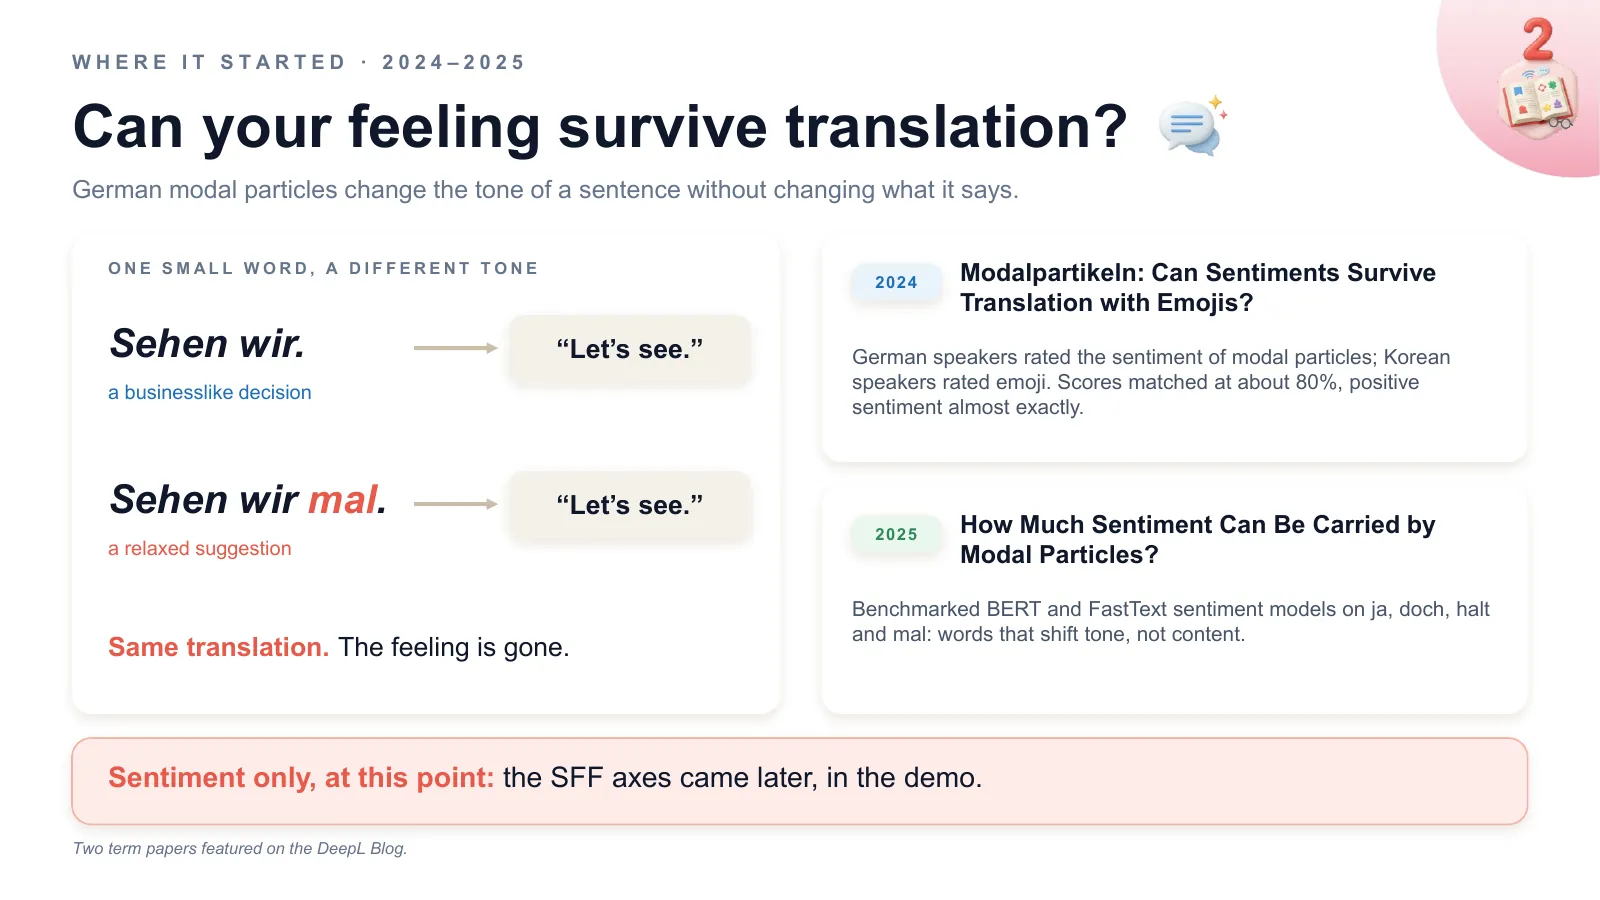 WHERE IT STARTED · 2024–2025
Can your feeling survive translation?
German modal particles change the tone of a sentence without changing what it says.
2
ONE SMALL WORD, A DIFFERENT TONE
Sehen wir.
“Let’s see.”
a businesslike decision
Sehen wir mal.
“Let’s see.”
a relaxed suggestion
Same translation. The feeling is gone.
2024
Modalpartikeln: Can Sentiments Survive
Translation with Emojis?
German speakers rated the sentiment of modal particles; Korean
speakers rated emoji. Scores matched at about 80%, positive
sentiment almost exactly.
2025
How Much Sentiment Can Be Carried by
Modal Particles?
Benchmarked BERT and FastText sentiment models on ja, doch, halt
and mal: words that shift tone, not content.
Sentiment only, at this point: the SFF axes came later, in the demo.
Two term papers featured on the DeepL Blog.